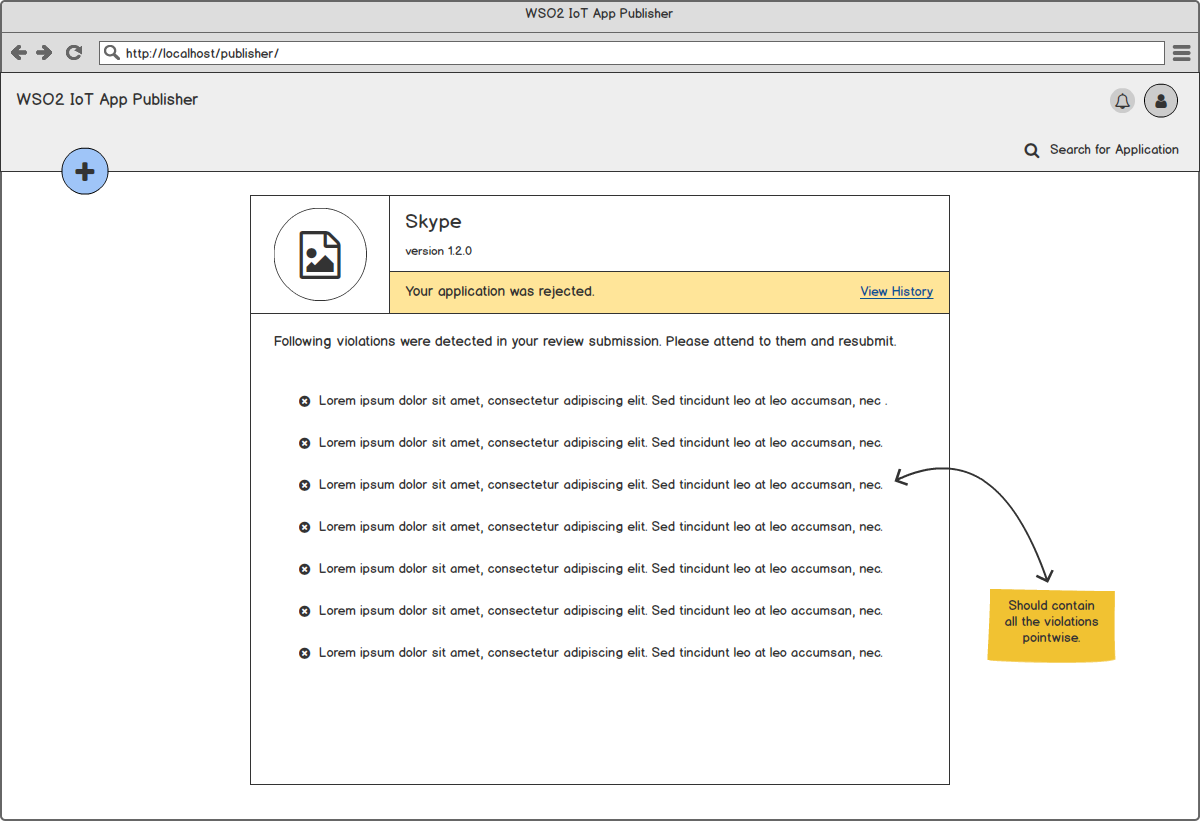 WSO2 IoT App Publisher
http://localhost/publisher/
WSO2 IoT App Publisher
Search for Application
Skype
version 1.2.0
Your application was rejected.
View History
Following violations were detected in your review submission. Please attend to them and resubmit.
Lorem ipsum dolor sit amet, consectetur adipiscing elit. Sed tincidunt leo at leo accumsan, nec .
Lorem ipsum dolor sit amet, consectetur adipiscing elit. Sed tincidunt leo at leo accumsan, nec.
Lorem ipsum dolor sit amet, consectetur adipiscing elit. Sed tincidunt leo at leo accumsan, nec.
Lorem ipsum dolor sit amet, consectetur adipiscing elit. Sed tincidunt leo at leo accumsan, nec.
Lorem ipsum dolor sit amet, consectetur adipiscing elit. Sed tincidunt leo at leo accumsan, nec.
Lorem ipsum dolor sit amet, consectetur adipiscing elit. Sed tincidunt leo at leo accumsan, nec.
Lorem ipsum dolor sit amet, consectetur adipiscing elit. Sed tincidunt leo at leo accumsan, nec.
Should contain
all the violations
pointwise.